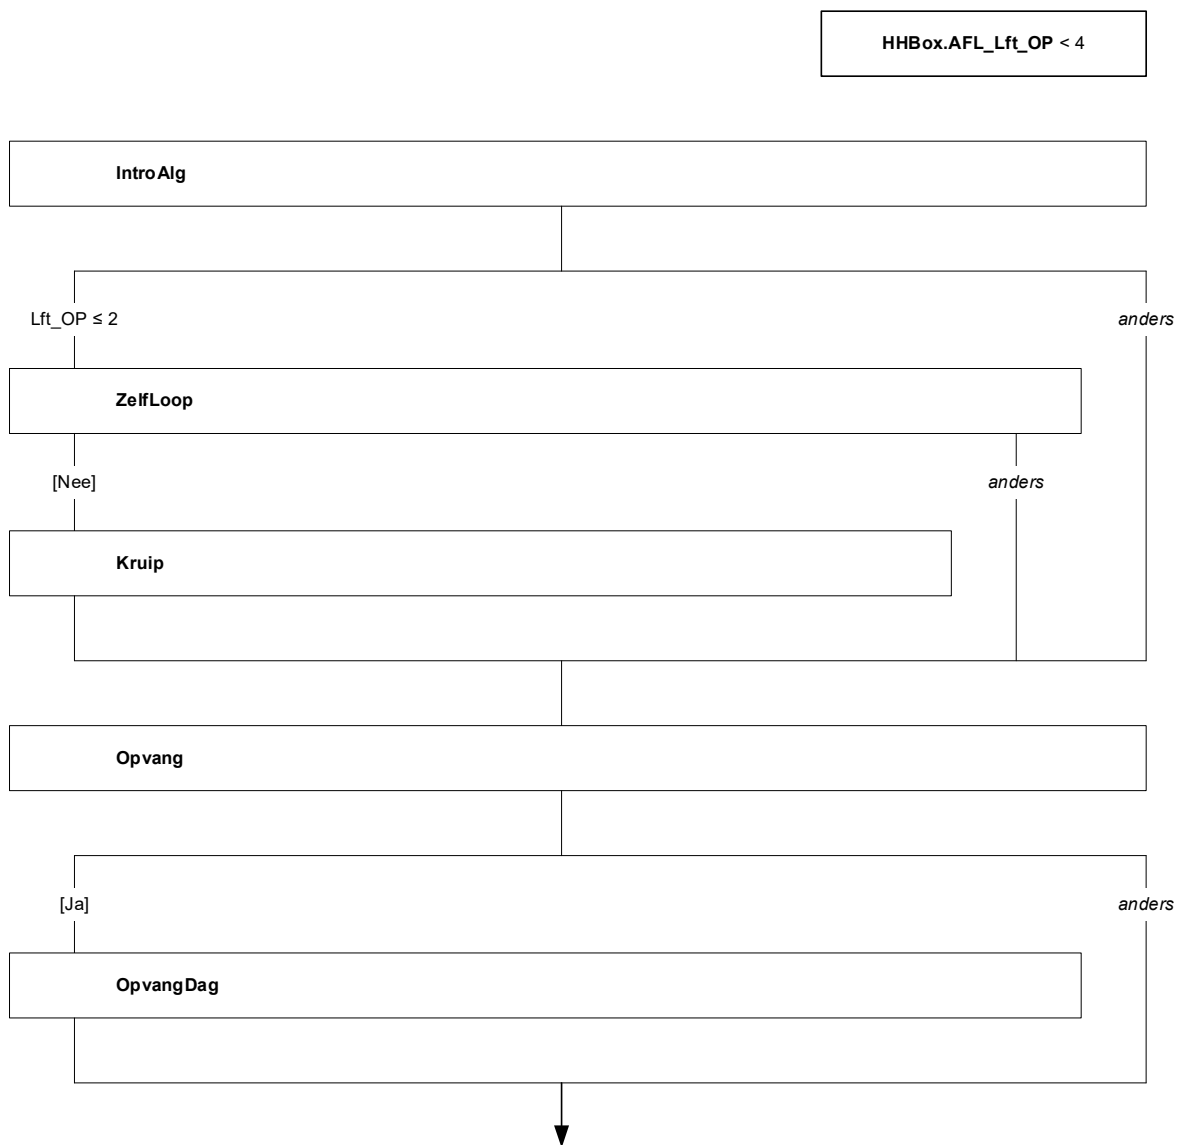 HHBox.AFL_Lft_OP < 4
IntroAlg
Lft_OP ≤ 2
anders
ZelfLoop
[Nee]
anders
Kruip
Opvang
[Ja]
anders
OpvangDag